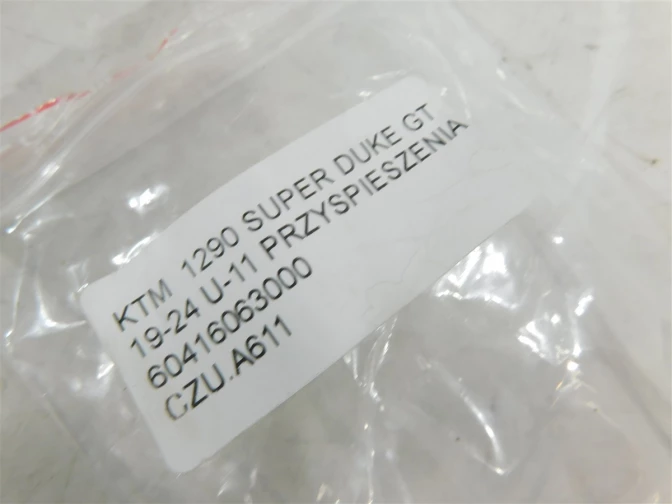 KTM 1290 SUPER DUKE GT
19-24 U-11 PRZYSPIESZENIA
60416063000
CZU.A611